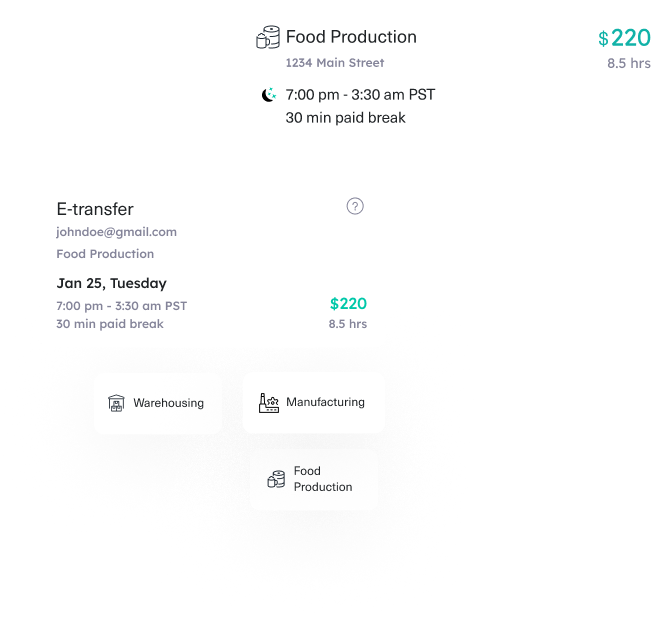 Food Production
$220
1234 Main Street
8.5 hrs
7:00 pm - 3:30 am PST
30 min paid break
E-transfer
?
johndoe@gmail.com
Food Production
Jan 25, Tuesday
7:00 pm - 3:30 am PST
$220
30 min paid break
8.5 hrs
Warehousing
Manufacturing
Food
Production